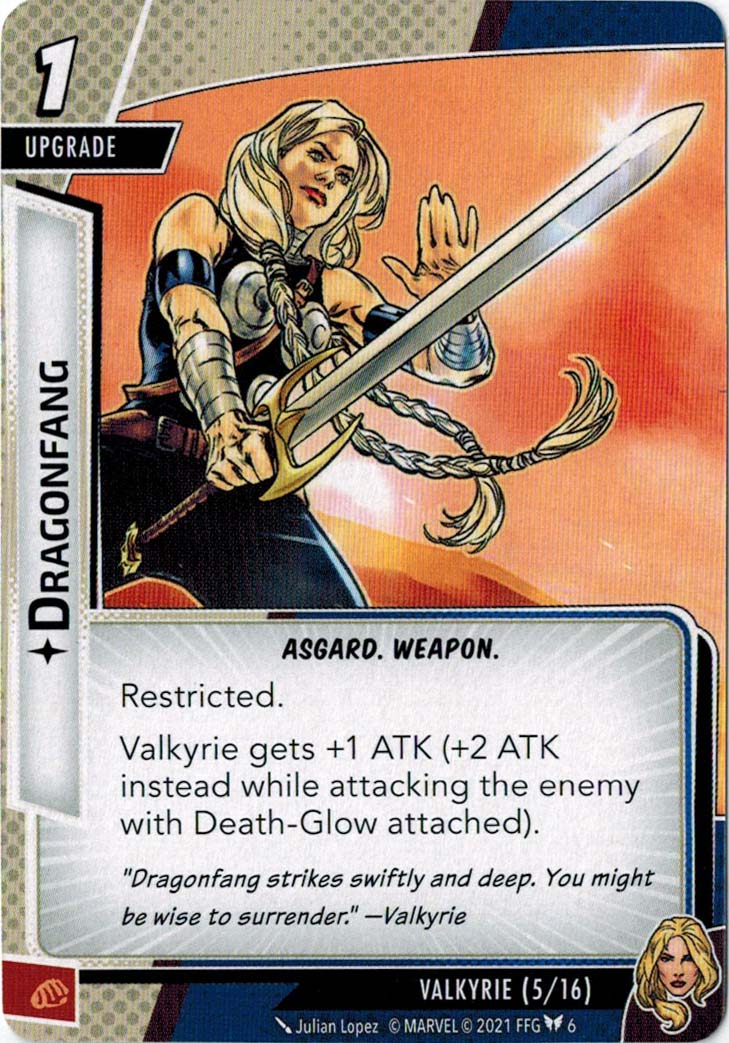 1
UPGRADE
DRAGONFANG
ASGARD. WEAPON.
Restricted.
Valkyrie gets +1 ATK (+2 ATK
instead while attacking the enemy
with Death-Glow attached).
"Dragonfang strikes swiftly and deep. You might
be wise to surrender." —Valkyrie
VALKYRIE (5/16)
Julian Lopez © MARVEL © 2021 FFG 6